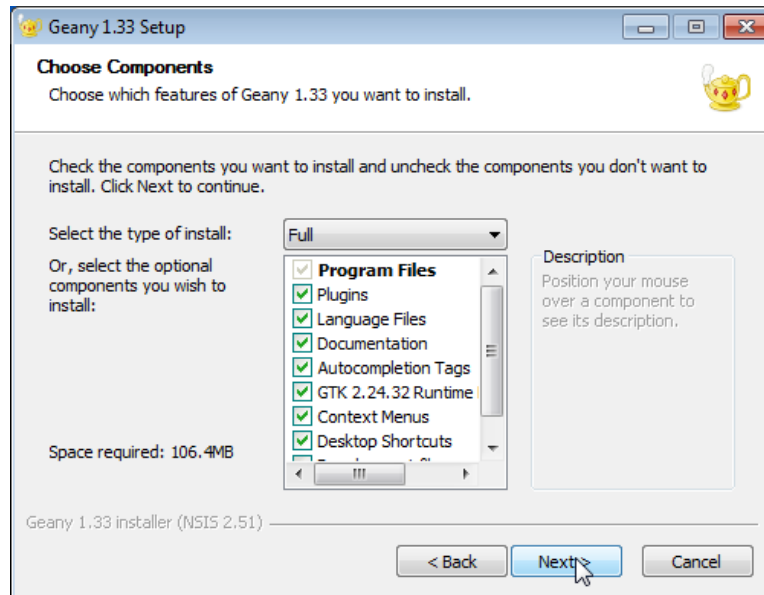 Geany 1.33 Setup
Choose Components
Choose which features of Geany 1.33 you want to install.
Check the components you want to install and uncheck the components you don't want to
install. Click Next to continue.
Select the type of install:
Full
Or, select the optional
components you wish to
install:
Program Files
Plugins
Language Files
Documentation
Autocompletion Tags
GTK 2.24.32 Runtime
Context Menus
Desktop Shortcuts
Description
Position your mouse
over a component to
see its description.
Space required: 106.4MB
Geany 1.33 installer (NSIS 2.51)
< Back
Next >
Cancel